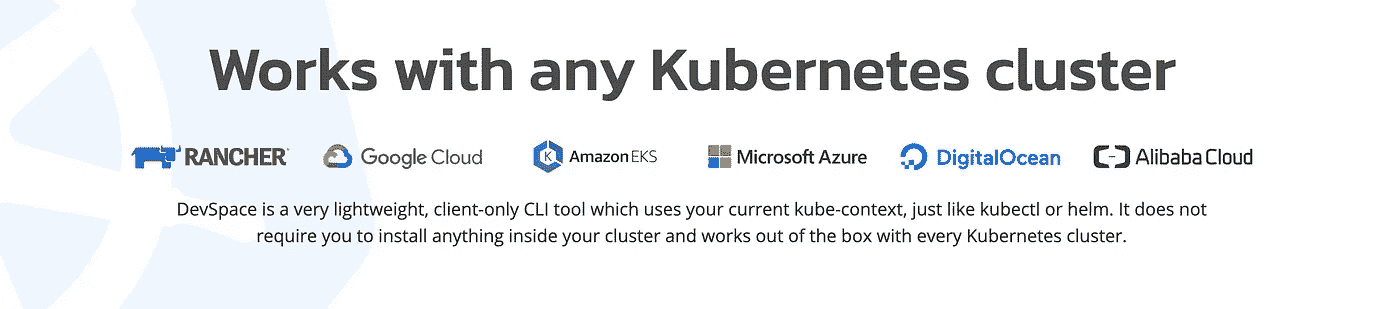 Works with any Kubernetes cluster
RANCHER Google Cloud K Amazon EKS Microsoft Azure DigitalOcean Alibaba Cloud
DevSpace is a very lightweight, client-only CLI tool which uses your current kube-context, just like kubectl or helm. It does not
require you to install anything inside your cluster and works out of the box with every Kubernetes cluster.